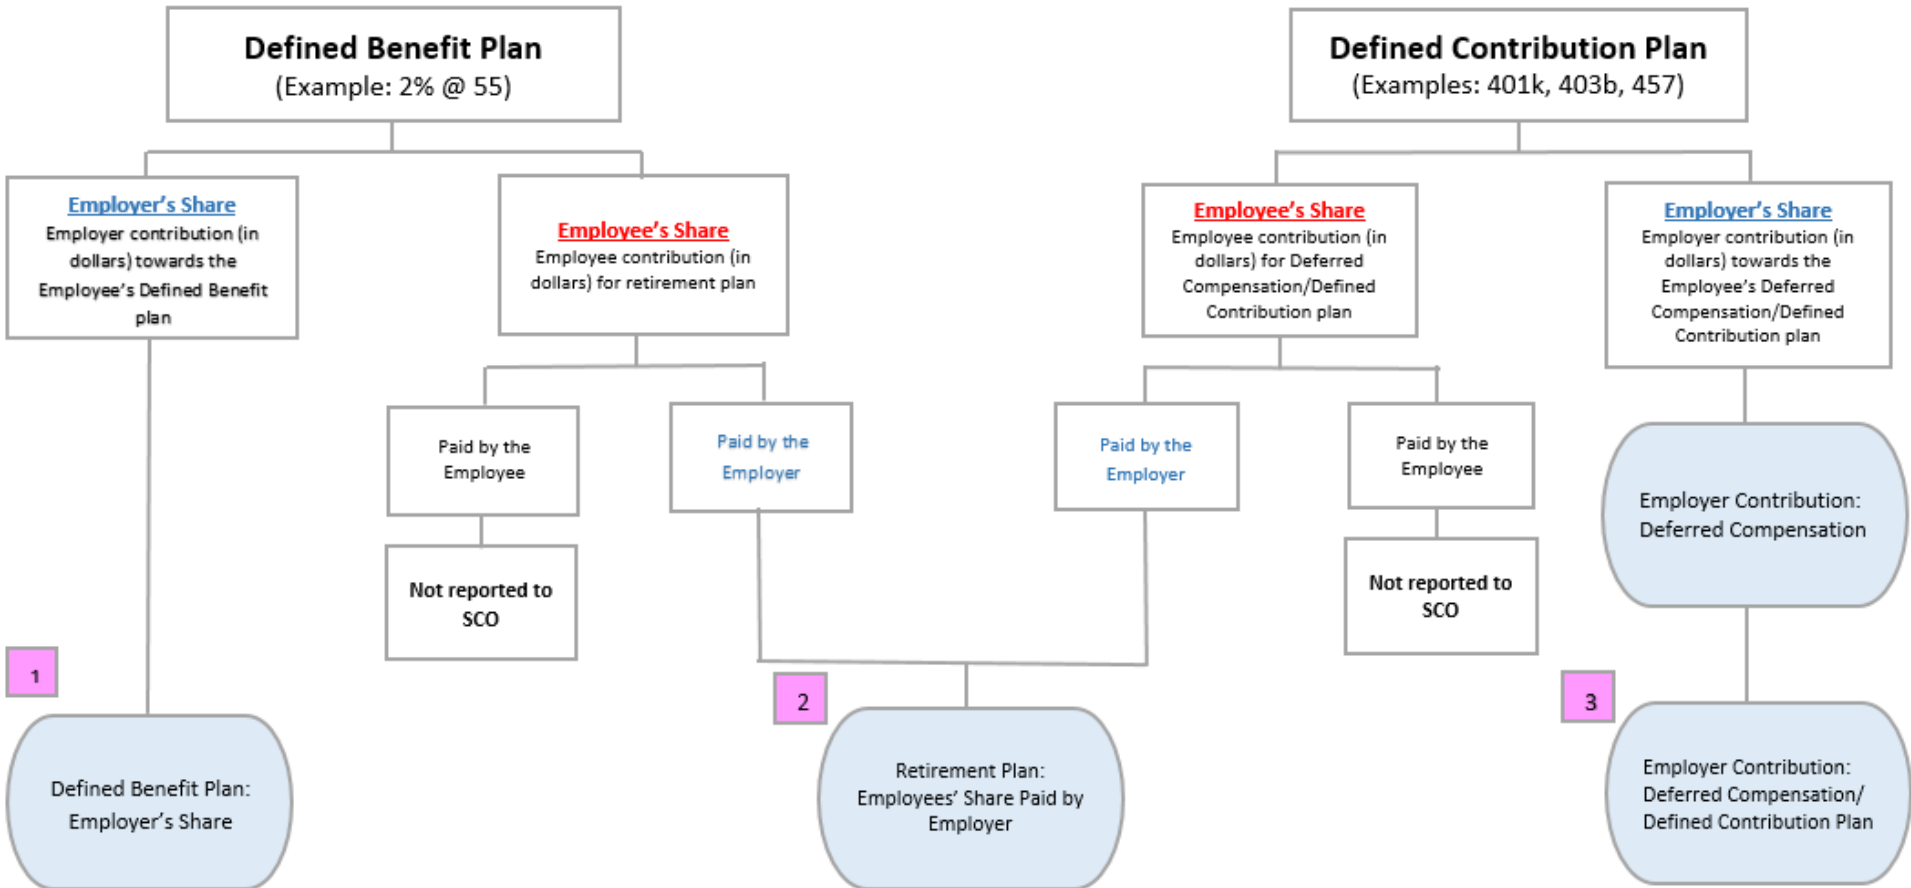 Defined Benefit Plan
(Example: 2% @ 55)
Defined Contribution Plan
(Examples: 401k, 403b, 457)
Employer's Share
Employer contribution (in
dollars) towards the
Employee's Defined Benefit
plan
Employee's Share
Employee contribution (in
dollars) for retirement plan
Employee's Share
Employee contribution (in
dollars) for Deferred
Compensation/Defined
Contribution plan
Employer's Share
Employer contribution (in
dollars) towards the
Employee's Deferred
Compensation/Defined
Contribution plan
Paid by the
Employee
Paid by the
Employer
Paid by the
Employer
Paid by the
Employee
Employer Contribution:
Deferred Compensation
Not reported to
SCO
Not reported to
SCO
1
2
3
Defined Benefit Plan:
Employer's Share
Retirement Plan:
Employees' Share Paid by
Employer
Employer Contribution:
Deferred Compensation/
Defined Contribution Plan